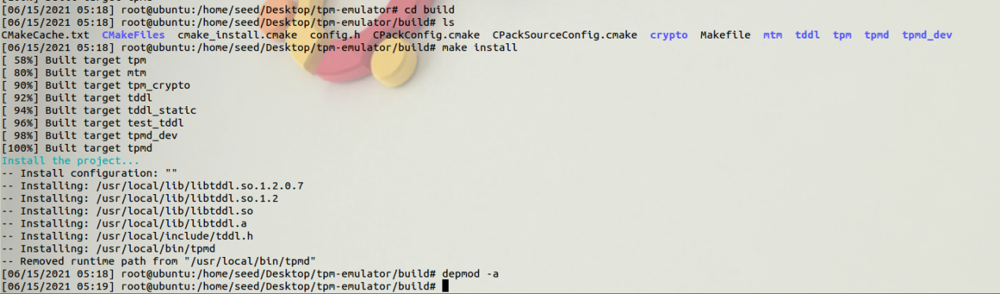 [06/15/2021 05:18] root@ubuntu:/home/seed/Desktop/tpm-emulator# cd build
[06/15/2021 05:18] root@ubuntu:/home/seed/Desktop/tpm-emulator/build# ls
CMakeCache.txt  CMakeFiles  cmake_install.cmake  config.h  CPackConfig.cmake  CPackSourceConfig.cmake  crypto  Makefile  mtm  tddl  tpm  tpmd  tpmd_dev
[06/15/2021 05:18] root@ubuntu:/home/seed/Desktop/tpm-emulator/build# make install
[ 58%] Built target tpm
[ 80%] Built target mtm
[ 90%] Built target tpm_crypto
[ 92%] Built target tddl
[ 94%] Built target tddl_static
[ 96%] Built target test_tddl
[ 98%] Built target tpmd_dev
[100%] Built target tpmd
Install the project...
-- Install configuration: ""
-- Installing: /usr/local/lib/libtddl.so.1.2.0.7
-- Installing: /usr/local/lib/libtddl.so.1.2
-- Installing: /usr/local/lib/libtddl.so
-- Installing: /usr/local/lib/libtddl.a
-- Installing: /usr/local/include/tddl.h
-- Installing: /usr/local/bin/tpmd
-- Removed runtime path from "/usr/local/bin/tpmd"
[06/15/2021 05:18] root@ubuntu:/home/seed/Desktop/tpm-emulator/build# depmod -a
[06/15/2021 05:19] root@ubuntu:/home/seed/Desktop/tpm-emulator/build#